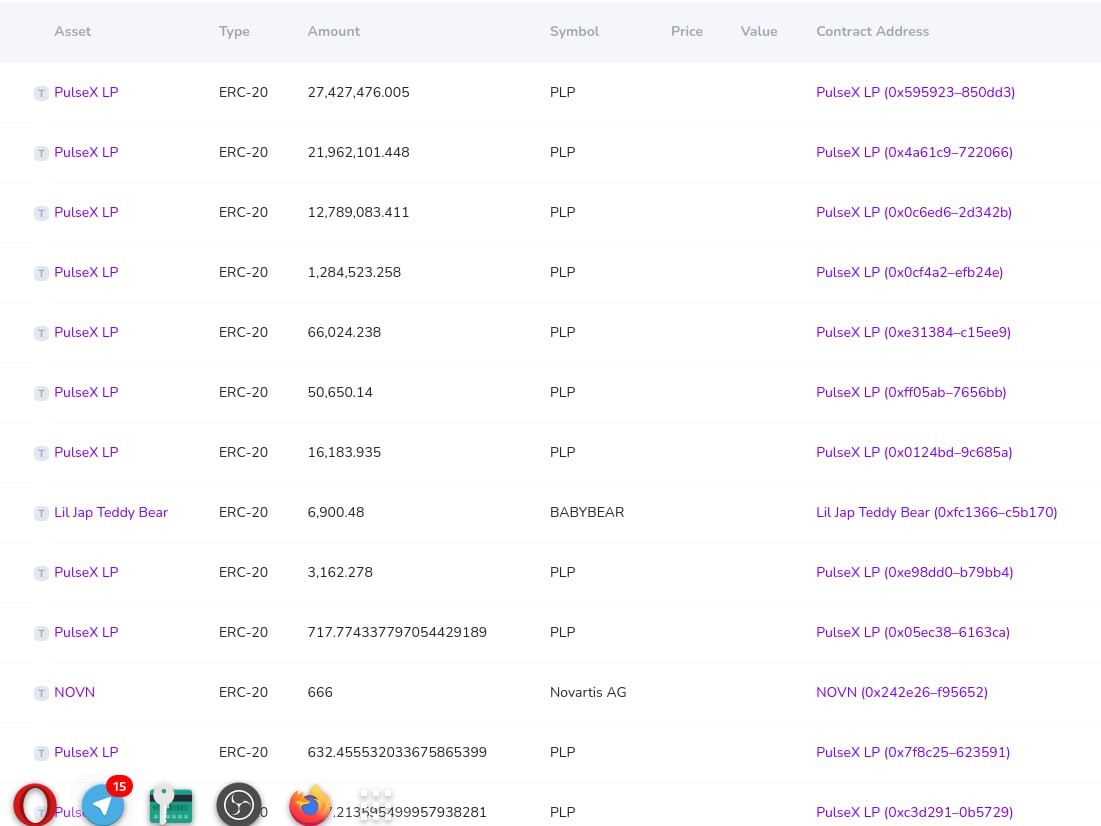 Asset Type Amount Symbol Price Value Contract Address
T PulseX LP ERC-20 27,427,476.005 PLP PulseX LP (0x595923–850dd3)
T PulseX LP ERC-20 21,962,101.448 PLP PulseX LP (0x4a61c9–722066)
T PulseX LP ERC-20 12,789,083.411 PLP PulseX LP (0x0c6ed6–2d342b)
T PulseX LP ERC-20 1,284,523.258 PLP PulseX LP (0x0cf4a2–efb24e)
T PulseX LP ERC-20 66,024.238 PLP PulseX LP (0xe31384–c15ee9)
T PulseX LP ERC-20 50,650.14 PLP PulseX LP (0xff05ab–7656bb)
T PulseX LP ERC-20 16,183.935 PLP PulseX LP (0x0124bd–9c685a)
T Lil Jap Teddy Bear ERC-20 6,900.48 BABYBEAR Lil Jap Teddy Bear (0xfc1366–c5b170)
T PulseX LP ERC-20 3,162.278 PLP PulseX LP (0xe98dd0–b79bb4)
T PulseX LP ERC-20 717.774337797054429189 PLP PulseX LP (0x05ec38–6163ca)
T NOVN ERC-20 666 Novartis AG NOVN (0x242e26–f95652)
T PulseX LP ERC-20 632.455532033675865399 PLP PulseX LP (0x7f8c25–623591)
15
PLP PulseX LP (0xc3d291–0b5729)